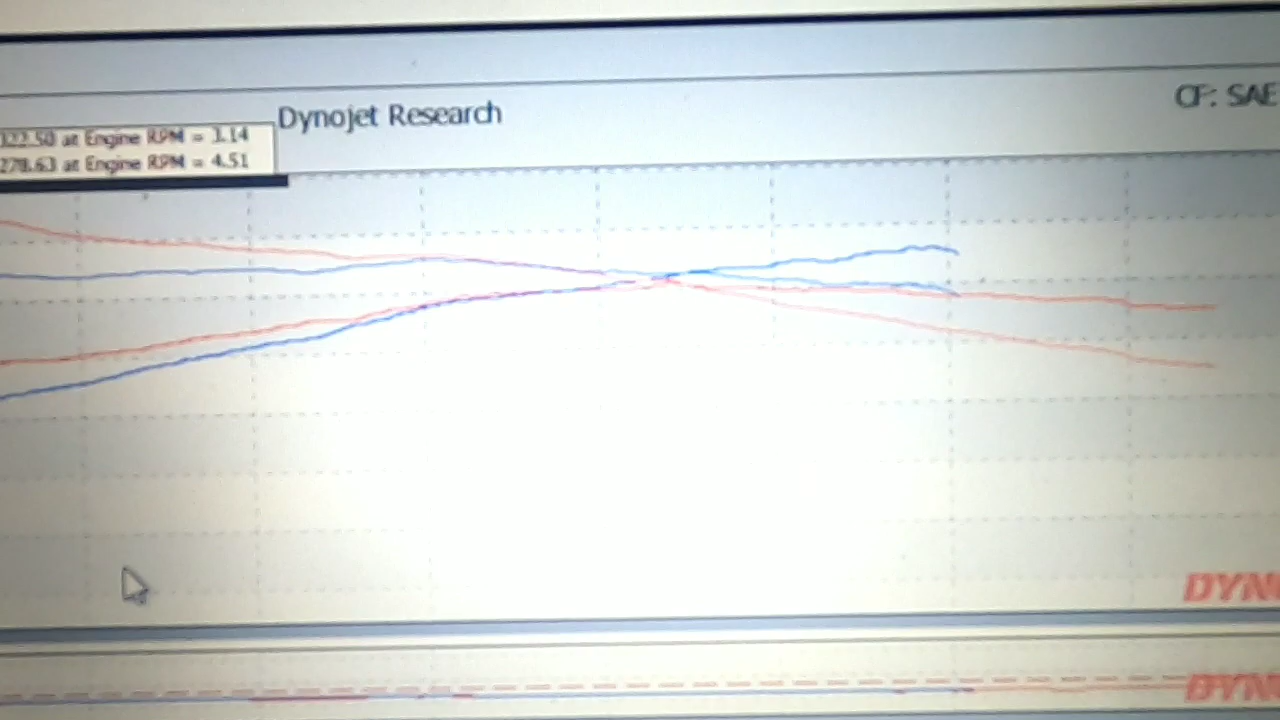 Dynojet Research
CF: SAE
322.50 at Engine RPM = 3.14
278.63 at Engine RPM = 4.51
DYN
DYN